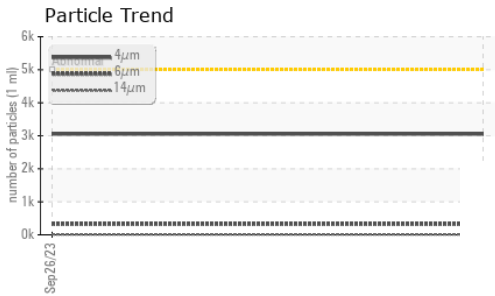 Particle Trend
number of particles (1 ml)
6k
5k
4k
3k
2k
1k
0k
Abnormal
4μm
6μm
14μm
Sep26/23